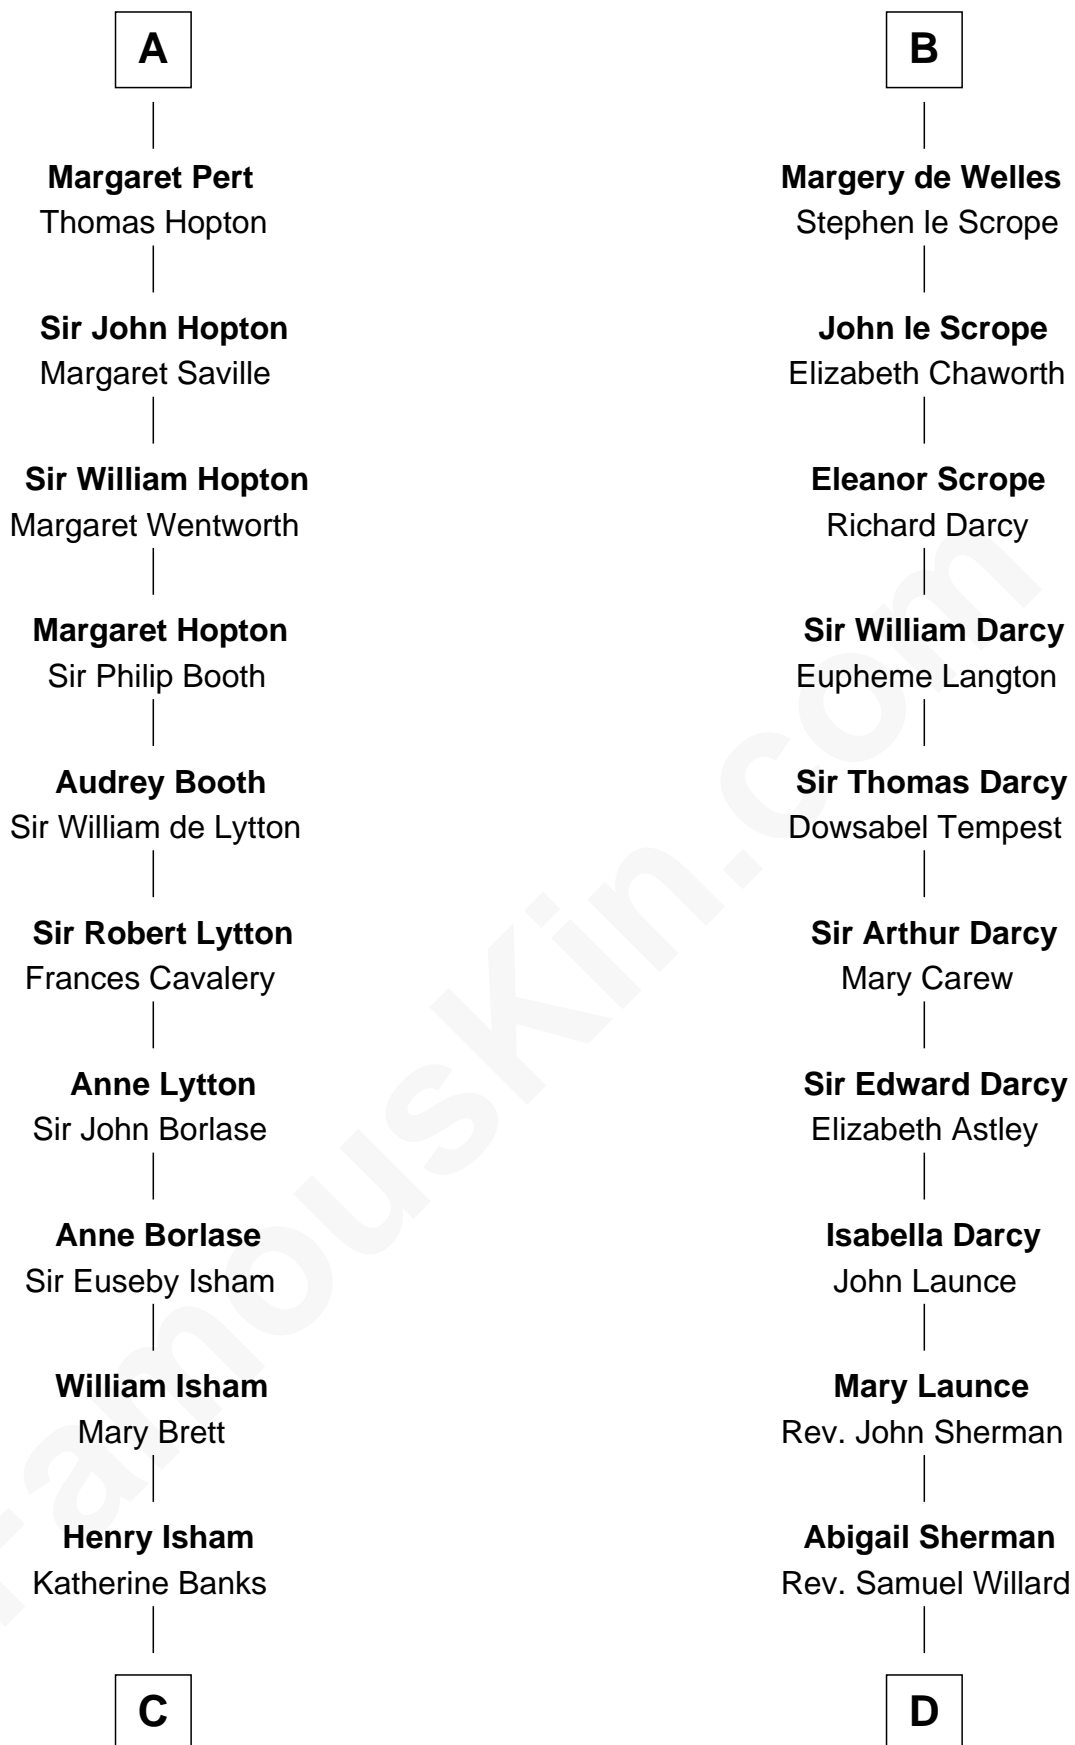 A
Margaret Pert
Thomas Hopton
Sir John Hopton
Margaret Saville
Sir William Hopton
Margaret Wentworth
Margaret Hopton
Sir Philip Booth
Audrey Booth
Sir William de Lytton
Sir Robert Lytton
Frances Cavalery
Anne Lytton
Sir John Borlase
Anne Borlase
Sir Euseby Isham
William Isham
Mary Brett
Henry Isham
Katherine Banks
C
B
Margery de Welles
Stephen le Scrope
John le Scrope
Elizabeth Chaworth
Eleanor Scrope
Richard Darcy
Sir William Darcy
Eupheme Langton
Sir Thomas Darcy
Dowsabel Tempest
Sir Arthur Darcy
Mary Carew
Sir Edward Darcy
Elizabeth Astley
Isabella Darcy
John Launce
Mary Launce
Rev. John Sherman
Abigail Sherman
Rev. Samuel Willard
D
FamousKin.com